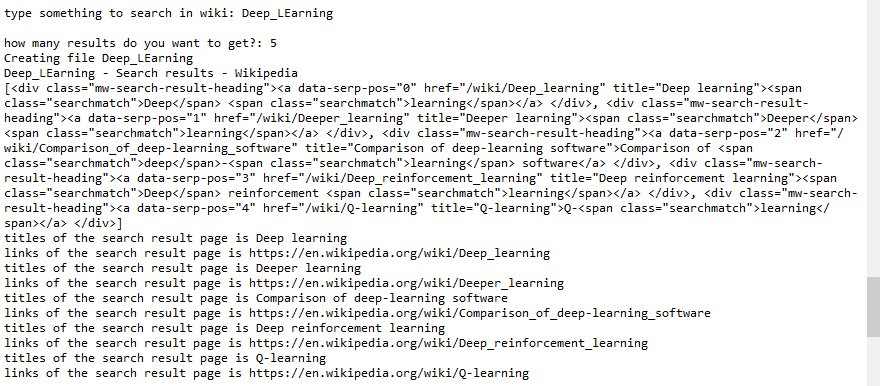 type something to search in wiki: Deep_LEarning
how many results do you want to get?: 5
Creating file Deep_LEarning
Deep_LEarning - Search results - Wikipedia
[<div class="mw-search-result-heading"><a data-serp-pos="0" href="/wiki/Deep_learning" title="Deep learning"><span
class="searchmatch">Deep</span> <span class="searchmatch">learning</span></a> </div>, <div class="mw-search-result-
heading"><a data-serp-pos="1" href="/wiki/Deeper_learning" title="Deeper learning"><span class="searchmatch">Deeper</span>
<span class="searchmatch">learning</span></a> </div>, <div class="mw-search-result-heading"><a data-serp-pos="2" href="/
wiki/Comparison_of_deep-learning_software" title="Comparison of deep-learning software">Comparison of <span
class="searchmatch">deep</span>-<span class="searchmatch">learning</span> software</a> </div>, <div class="mw-search-
result-heading"><a data-serp-pos="3" href="/wiki/Deep_reinforcement_learning" title="Deep reinforcement learning"><span
class="searchmatch">Deep</span> reinforcement <span class="searchmatch">learning</span></a> </div>, <div class="mw-search-
result-heading"><a data-serp-pos="4" href="/wiki/Q-learning" title="Q-learning">Q-<span class="searchmatch">learning</
span></a> </div>]
titles of the search result page is Deep learning
links of the search result page is https://en.wikipedia.org/wiki/Deep_learning
titles of the search result page is Deeper learning
links of the search result page is https://en.wikipedia.org/wiki/Deeper_learning
titles of the search result page is Comparison of deep-learning software
links of the search result page is https://en.wikipedia.org/wiki/Comparison_of_deep-learning_software
titles of the search result page is Deep reinforcement learning
links of the search result page is https://en.wikipedia.org/wiki/Deep_reinforcement_learning
titles of the search result page is Q-learning
links of the search result page is https://en.wikipedia.org/wiki/Q-learning